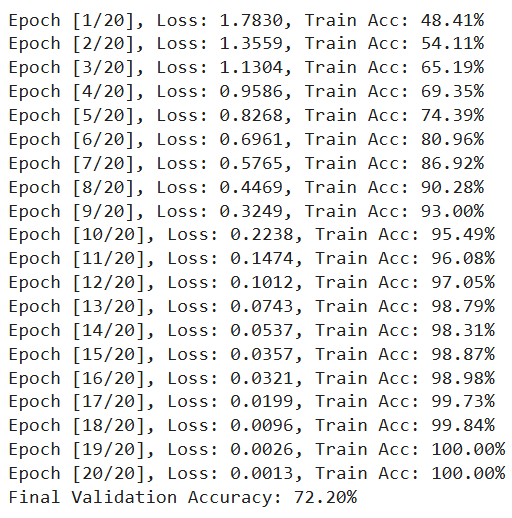 Epoch [1/20], Loss: 1.7830, Train Acc: 48.41%
Epoch [2/20], Loss: 1.3559, Train Acc: 54.11%
Epoch [3/20], Loss: 1.1304, Train Acc: 65.19%
Epoch [4/20], Loss: 0.9586, Train Acc: 69.35%
Epoch [5/20], Loss: 0.8268, Train Acc: 74.39%
Epoch [6/20], Loss: 0.6961, Train Acc: 80.96%
Epoch [7/20], Loss: 0.5765, Train Acc: 86.92%
Epoch [8/20], Loss: 0.4469, Train Acc: 90.28%
Epoch [9/20], Loss: 0.3249, Train Acc: 93.00%
Epoch [10/20], Loss: 0.2238, Train Acc: 95.49%
Epoch [11/20], Loss: 0.1474, Train Acc: 96.08%
Epoch [12/20], Loss: 0.1012, Train Acc: 97.05%
Epoch [13/20], Loss: 0.0743, Train Acc: 98.79%
Epoch [14/20], Loss: 0.0537, Train Acc: 98.31%
Epoch [15/20], Loss: 0.0357, Train Acc: 98.87%
Epoch [16/20], Loss: 0.0321, Train Acc: 98.98%
Epoch [17/20], Loss: 0.0199, Train Acc: 99.73%
Epoch [18/20], Loss: 0.0096, Train Acc: 99.84%
Epoch [19/20], Loss: 0.0026, Train Acc: 100.00%
Epoch [20/20], Loss: 0.0013, Train Acc: 100.00%
Final Validation Accuracy: 72.20%